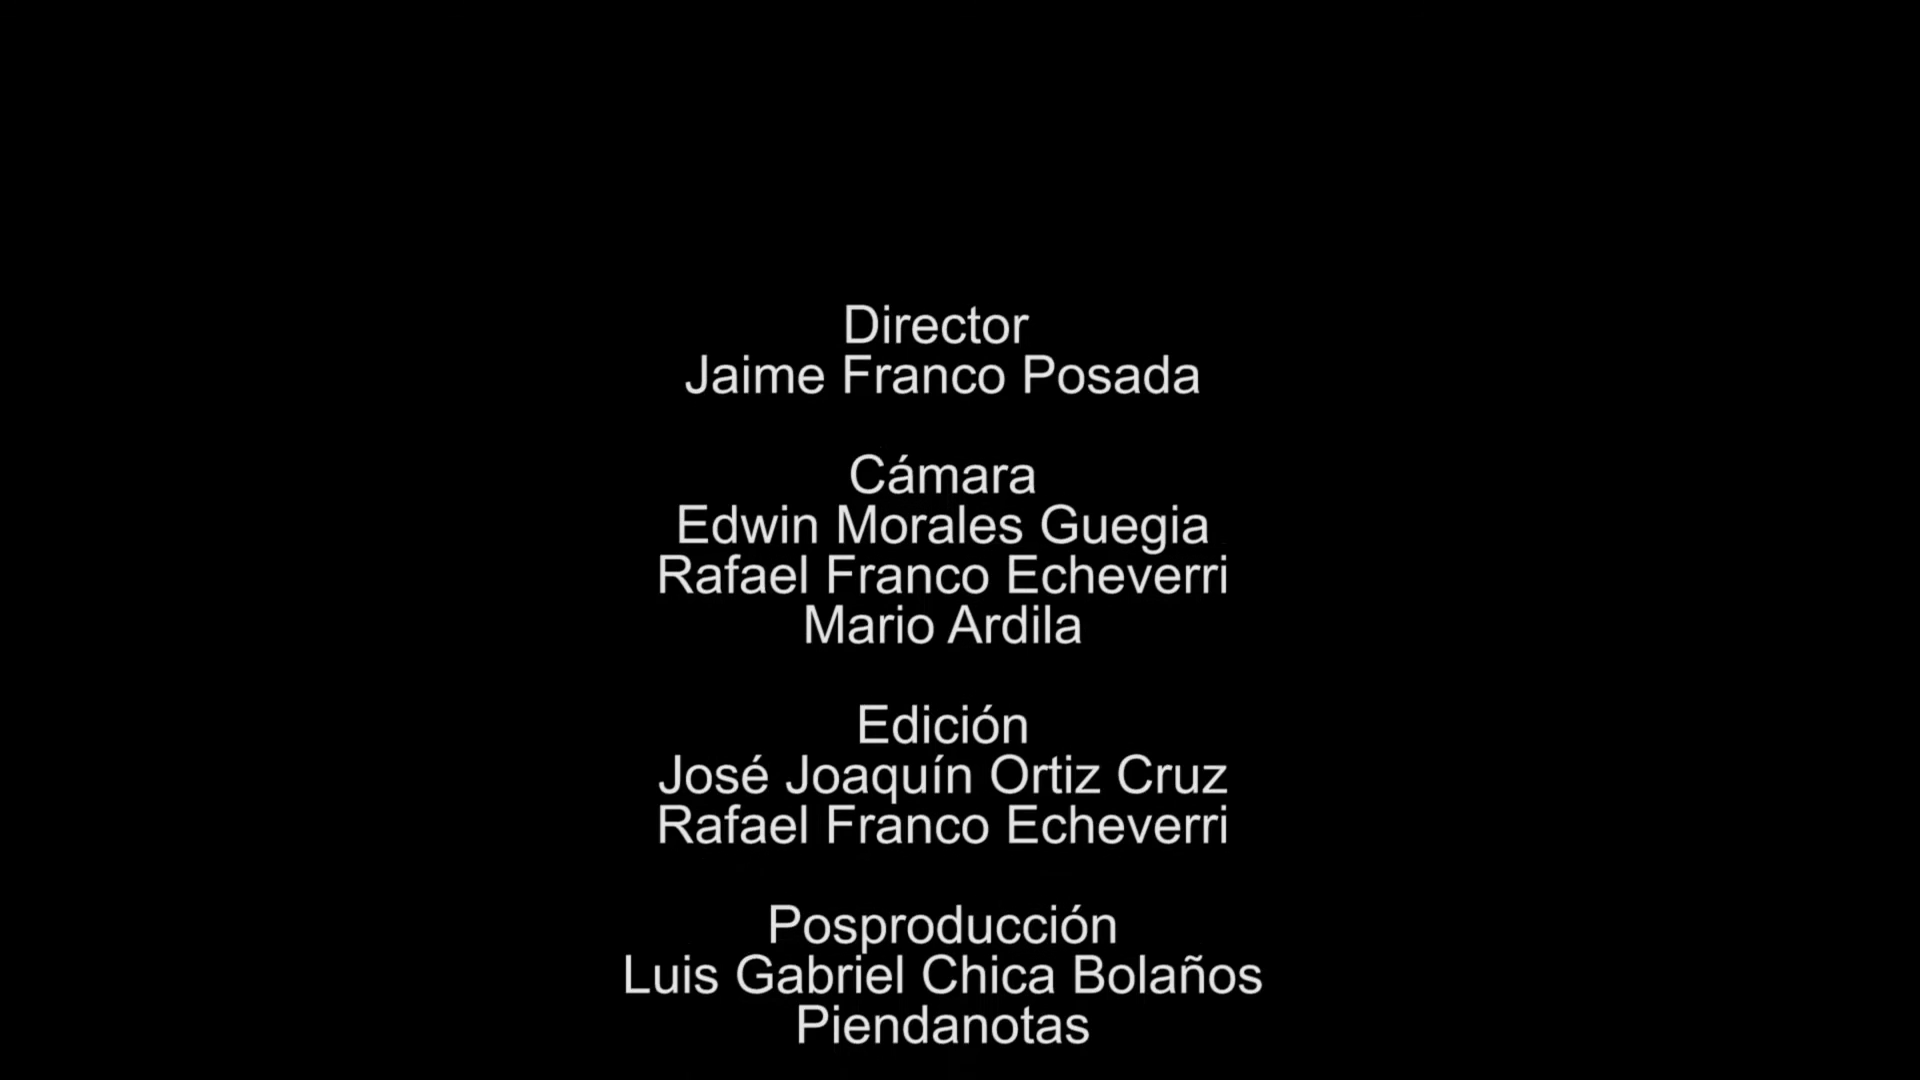 Director
Jaime Franco Posada
Cámara
Edwin Morales Guegia
Rafael Franco Echeverri
Mario Ardila
Edición
José Joaquín Ortiz Cruz
Rafael Franco Echeverri
Posproducción
Luis Gabriel Chica Bolaños
Piendanotas